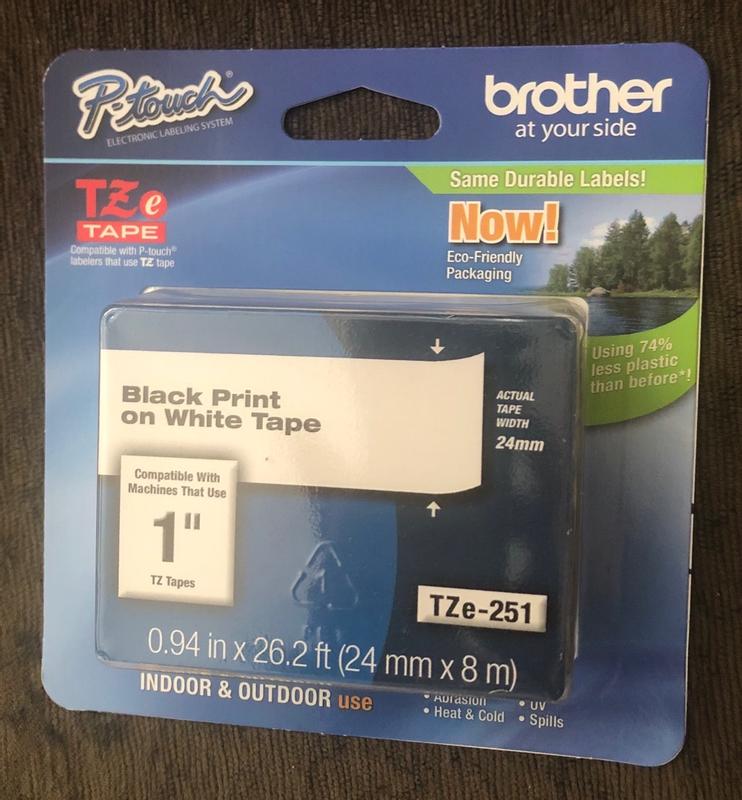 P-touch®
ELECTRONIC LABELING SYSTEM
brother
at your side
TZe
TAPE
Compatible with P-touch®
labelers that use TZ tape
Same Durable Labels!
Now!
Eco-Friendly
Packaging
Using 74%
less plastic
than before*!
Black Print
on White Tape
ACTUAL
TAPE
WIDTH
24mm
Compatible With
Machines That Use
1"
TZ Tapes
TZe-251
0.94 in x 26.2 ft (24 mm x 8 m)
INDOOR & OUTDOOR use
• Abrasion • UV
• Heat & Cold • Spills